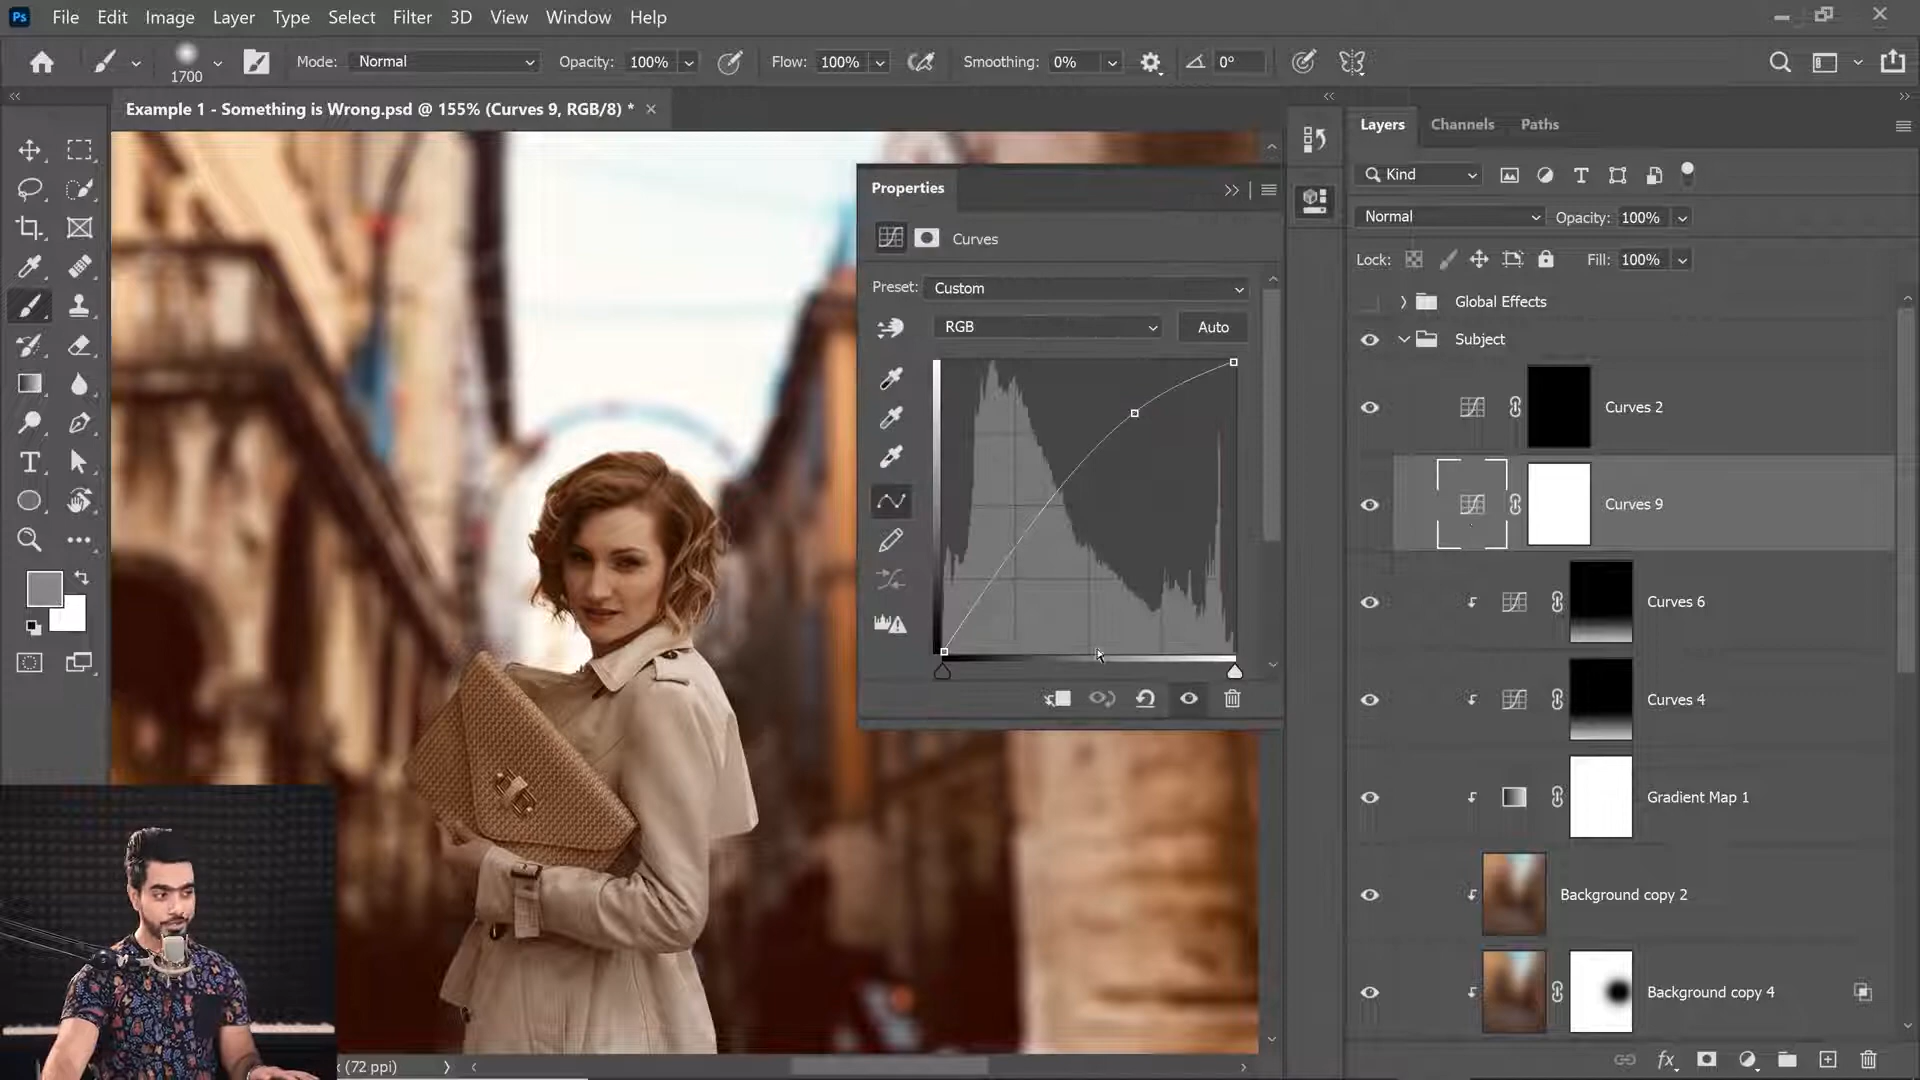 Ps File Edit Image Layer Type Select Filter 3D View Window Help
1700 Mode: Normal Opacity: 100% Flow: 100% Smoothing: 0% 0°
Example 1 - Something is Wrong.psd @ 155% (Curves 9, RGB/8) *
Properties
Curves
Preset: Custom
RGB Auto
(72 ppi)
Layers Channels Paths
Kind
Normal Opacity: 100%
Lock: Fill: 100%
Global Effects
Subject
Curves 2
Curves 9
Curves 6
Curves 4
Gradient Map 1
Background copy 2
Background copy 4
fx